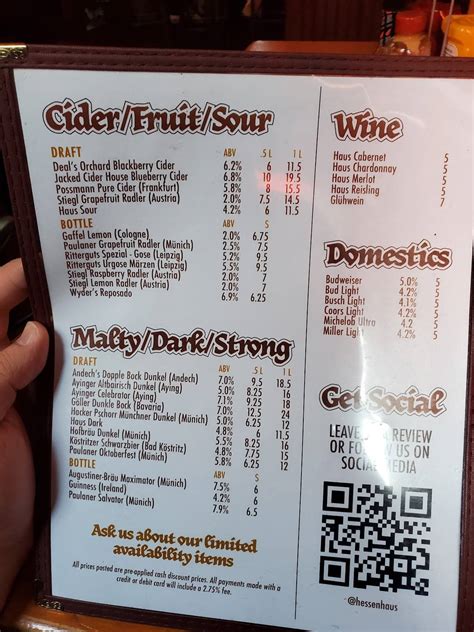 Cider/Fruit/Sour
DRAFT ABV .5 L 1 L
Deal's Orchard Blackberry Cider 6.2% 6 11.5
Jacked Cider House Blueberry Cider 6.8% 10 19.5
Possmann Pure Cider (Frankfurt) 5.8% 8 15.5
Stiegl Grapefruit Radler (Austria) 2.0% 7.5 14.5
Haus Sour 4.2% 6 11.5
BOTTLE ABV $
Gaffel Lemon (Cologne) 2.0% 6.75
Paulaner Grapefruit Radler (Münich) 2.5% 7.5
Ritterguts Spezial - Gose (Leipzig) 5.2% 9.5
Ritterguts Urgose Märzen (Leipzig) 5.5% 9.5
Stiegl Raspberry Radler (Austria) 2.0% 7
Stiegl Lemon Radler (Austria) 2.0% 7
Wyder's Reposado 6.9% 6.25
Malty/Dark/Strong
DRAFT ABV .5 L 1 L
Andech's Dopple Bock Dunkel (Andech) 7.0% 9.5 18.5
Ayinger Altbairisch Dunkel (Aying) 5.0% 8.25 16
Ayinger Celebrator (Aying) 7.1% 9.25 18
Göller Dunkle Bock (Bavaria) 7.0% 12.5 24
Hacker Pschorr Münchner Dunkel (Münich) 5.0% 6.25 12
Haus Dark 4.8% 6 11.5
Hofbräu Dunkel (Münich) 5.5% 8.25 16
Köstritzer Schwarzbier (Bad Köstritz) 4.8% 7.75 15
Paulaner Oktoberfest (Münich) 5.8% 6.25 12
BOTTLE ABV $
Augustiner-Bräu Maximator (Münich) 7.5% 6
Guinness (Ireland) 4.2% 6
Paulaner Salvator (Münich) 7.9% 6.5
Ask us about our limited
availability items
All prices posted are pre-applied cash discount prices. All payments made with a
credit or debit card will include a 2.75% fee.
Wine
Haus Cabernet 5
Haus Chardonnay 5
Haus Merlot 5
Haus Reisling 5
Glühwein 7
Domestics
Budweiser 5.0% 5
Bud Light 4.2% 5
Busch Light 4.1% 5
Coors Light 4.2% 5
Michelob Ultra 4.2 5
Miller Light 4.2% 5
Get Social
LEAVE A REVIEW
OR FOLLOW US ON
SOCIAL MEDIA
@hessenhaus